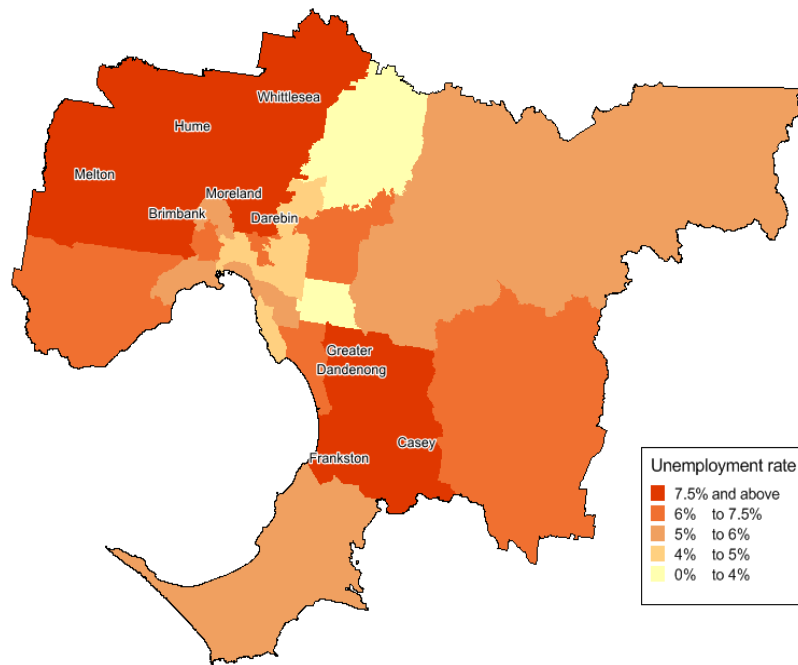 Whittlesea
Hume
Melton
Moreland
Brimbank
Darebin
Greater
Dandenong
Casey
Frankston
Unemployment rate
7.5% and above
6% to 7.5%
5% to 6%
4% to 5%
0% to 4%